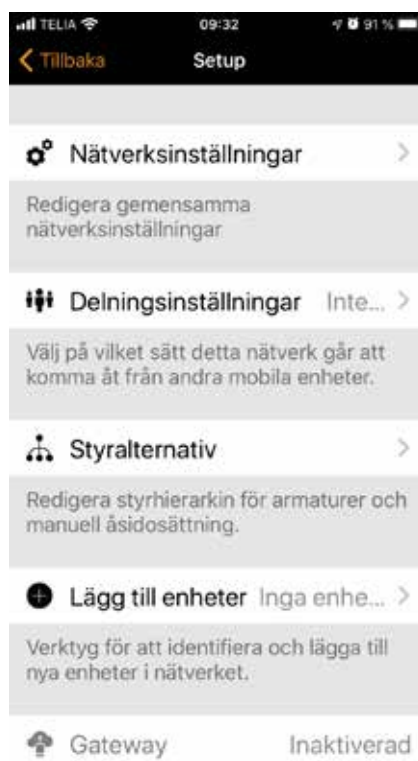 TELIA 09:32 91 %
Tillbaka Setup
Nätverksinställningar
Redigera gemensamma
nätverksinställningar
Delningsinställningar Inte...
Välj på vilket sätt detta nätverk går att
komma åt från andra mobila enheter.
Styralternativ
Redigera styrhierarkin för armaturer och
manuell åsidosättning.
Lägg till enheter Inga enhe...
Verktyg för att identifiera och lägga till
nya enheter i nätverket.
Gateway Inaktiverad